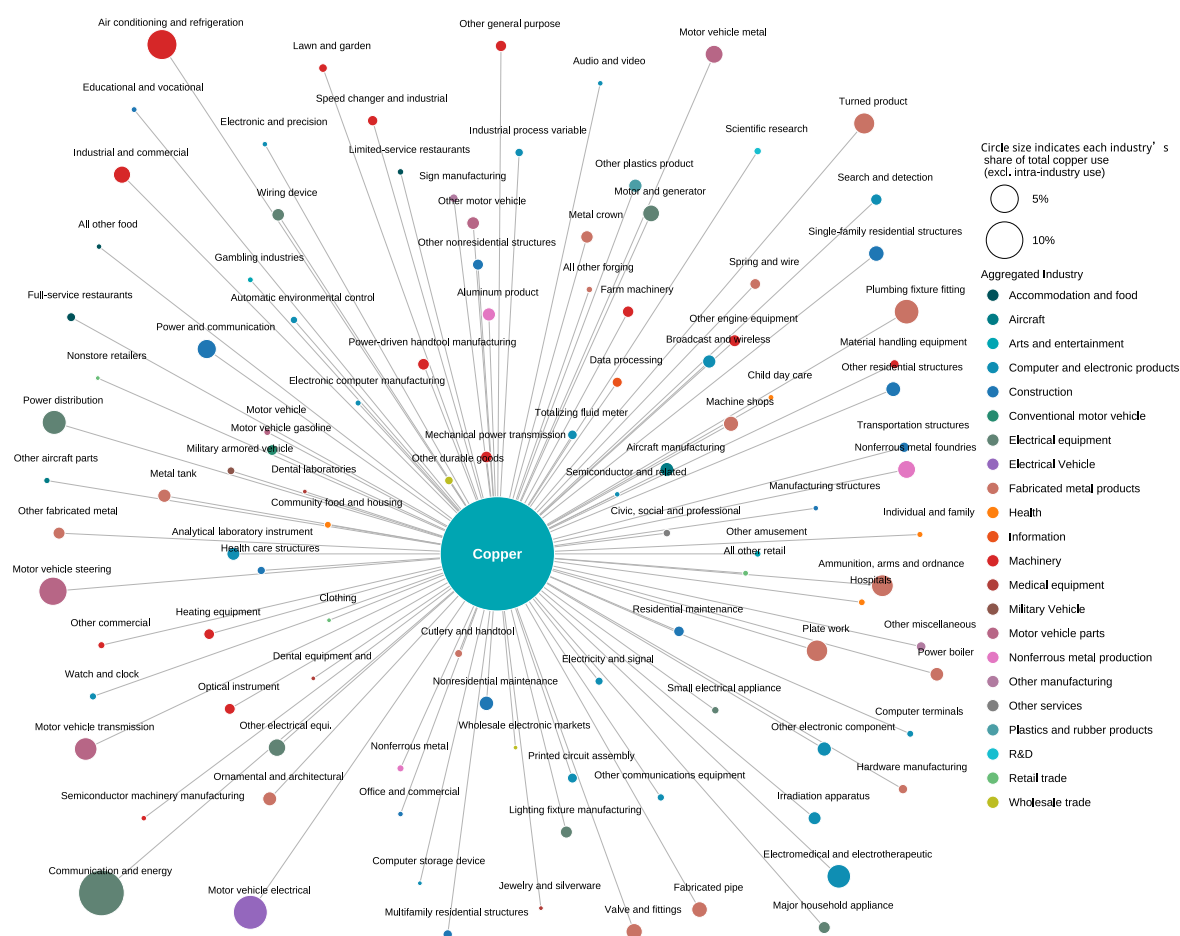 Air conditioning and refrigeration
Other general purpose
Motor vehicle metal
Lawn and garden
Audio and video
Educational and vocational
Speed changer and industrial
Turned product
Electronic and precision
Industrial process variable
Scientific research
Industrial and commercial
Limited-service restaurants
Other plastics product
Sign manufacturing
Search and detection
Wiring device
Motor and generator
Other motor vehicle
Metal crown
All other food
Other nonresidential structures
Single-family residential structures
Gambling industries
All other forging
Spring and wire
Full-service restaurants
Automatic environmental control
Aluminum product
Farm machinery
Plumbing fixture fitting
Power and communication
Other engine equipment
Power-driven handtool manufacturing
Broadcast and wireless
Material handling equipment
Nonstore retailers
Data processing
Other residential structures
Electronic computer manufacturing
Child day care
Power distribution
Motor vehicle
Totalizing fluid meter
Machine shops
Motor vehicle gasoline
Mechanical power transmission
Transportation structures
Military armored vehicle
Aircraft manufacturing
Nonferrous metal foundries
Other aircraft parts
Other durable goods
Metal tank
Dental laboratories
Semiconductor and related
Manufacturing structures
Other fabricated metal
Community food and housing
Civic, social and professional
Individual and family
Analytical laboratory instrument
Other amusement
Health care structures
All other retail
Copper
Motor vehicle steering
Ammunition, arms and ordnance
Hospitals
Clothing
Other commercial
Heating equipment
Residential maintenance
Other miscellaneous
Cutlery and handtool
Plate work
Dental equipment and
Electricity and signal
Power boiler
Watch and clock
Optical instrument
Nonresidential maintenance
Small electrical appliance
Motor vehicle transmission
Other electrical equi.
Wholesale electronic markets
Computer terminals
Nonferrous metal
Printed circuit assembly
Other electronic component
Ornamental and architectural
Other communications equipment
Hardware manufacturing
Semiconductor machinery manufacturing
Office and commercial
Lighting fixture manufacturing
Irradiation apparatus
Communication and energy
Computer storage device
Electromedical and electrotherapeutic
Motor vehicle electrical
Jewelry and silverware
Fabricated pipe
Multifamily residential structures
Valve and fittings
Major household appliance
Circle size indicates each industry's
share of total copper use
(excl. intra-industry use)
5%
10%
Aggregated Industry
Accommodation and food
Aircraft
Arts and entertainment
Computer and electronic products
Construction
Conventional motor vehicle
Electrical equipment
Electrical Vehicle
Fabricated metal products
Health
Information
Machinery
Medical equipment
Military Vehicle
Motor vehicle parts
Nonferrous metal production
Other manufacturing
Other services
Plastics and rubber products
R&D
Retail trade
Wholesale trade